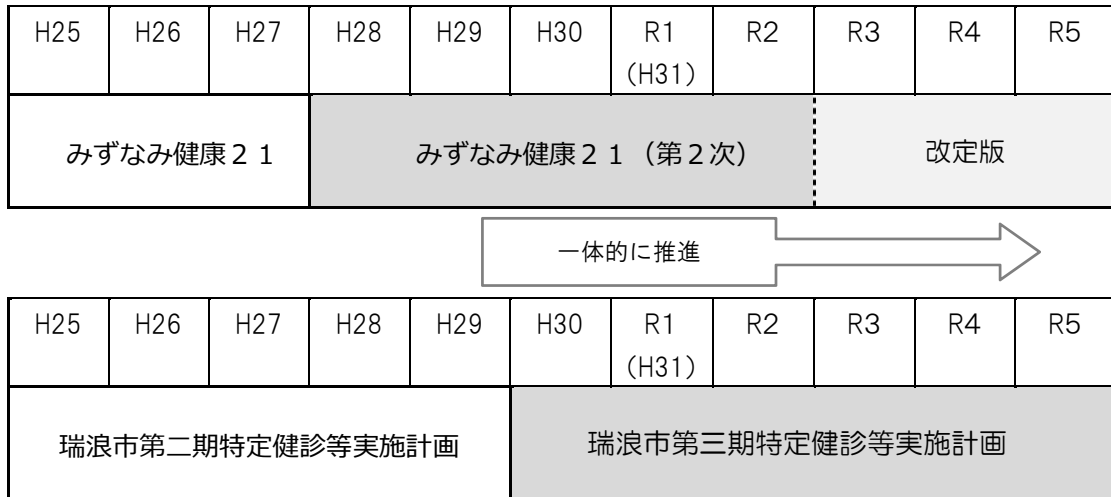 H25 H26 H27 H28 H29 H30 R1 R2 R3 R4 R5
(H31)
みずなみ健康２１ みずなみ健康２１（第２次） 改定版
一体的に推進
H25 H26 H27 H28 H29 H30 R1 R2 R3 R4 R5
(H31)
瑞浪市第二期特定健診等実施計画 瑞浪市第三期特定健診等実施計画